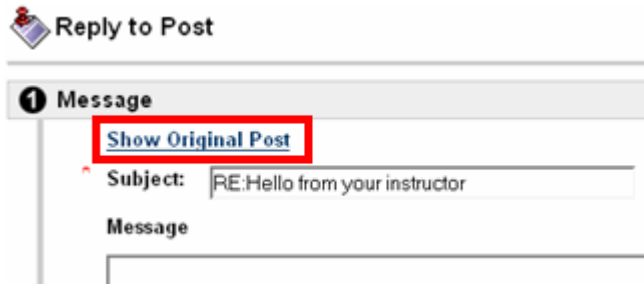 Reply to Post
1 Message
Show Original Post
Subject: RE:Hello from your instructor
Message